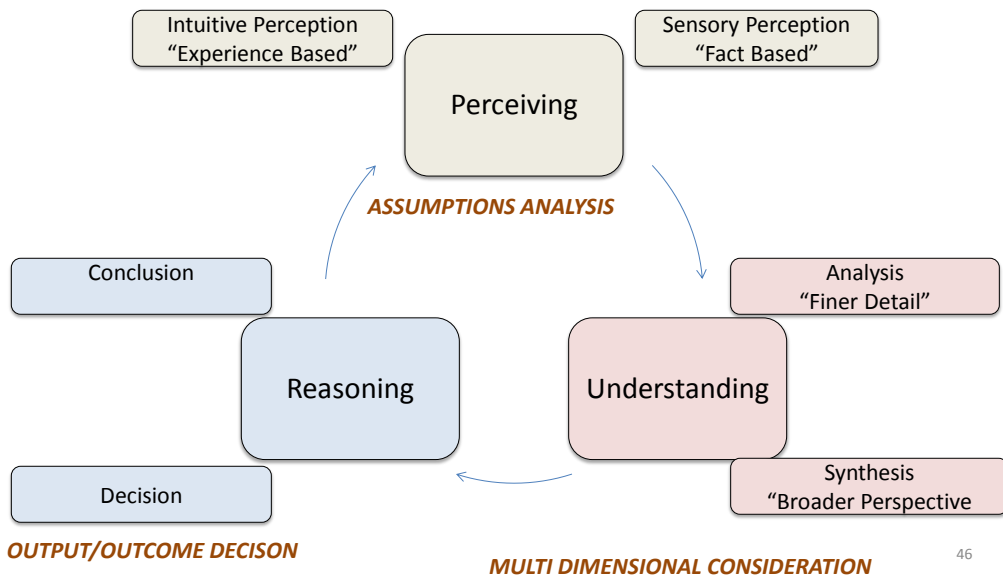 Intuitive Perception
“Experience Based”
Sensory Perception
“Fact Based”
Perceiving
ASSUMPTIONS ANALYSIS
Conclusion
Analysis
“Finer Detail”
Reasoning
Understanding
Decision
Synthesis
“Broader Perspective
OUTPUT/OUTCOME DECISON
MULTI DIMENSIONAL CONSIDERATION
46